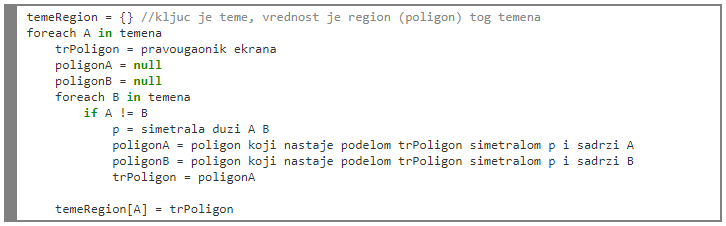 temeRegion = {} //kljuc je teme, vrednost je region (poligon) tog temena
foreach A in temena
    trPoligon = pravougaonik ekrana
    poligonA = null
    poligonB = null
    foreach B in temena
        if A != B
            p = simetrala duzi A B
            poligonA = poligon koji nastaje podelom trPoligon simetralom p i sadrzi A
            poligonB = poligon koji nastaje podelom trPoligon simetralom p i sadrzi B
            trPoligon = poligonA
    temeRegion[A] = trPoligon